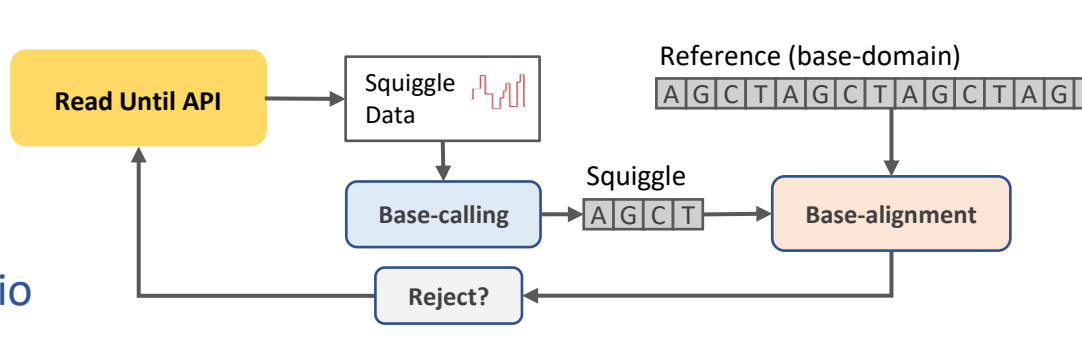 Reference (base-domain)
Read Until API
Squiggle
Data
A G C T A G C T A G C T A G
Squiggle
Base-calling
A G C T
Base-alignment
io
Reject?